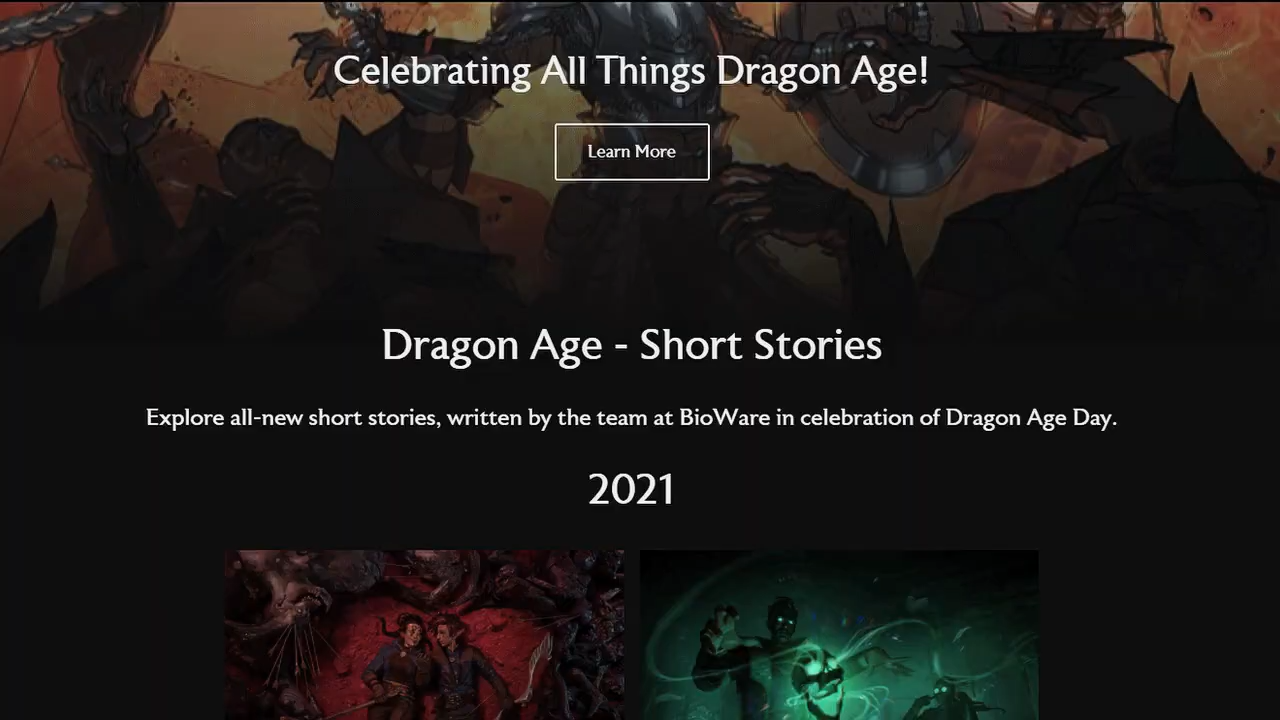 Celebrating All Things Dragon Age!
Learn More
Dragon Age - Short Stories
Explore all-new short stories, written by the team at BioWare in celebration of Dragon Age Day.
2021